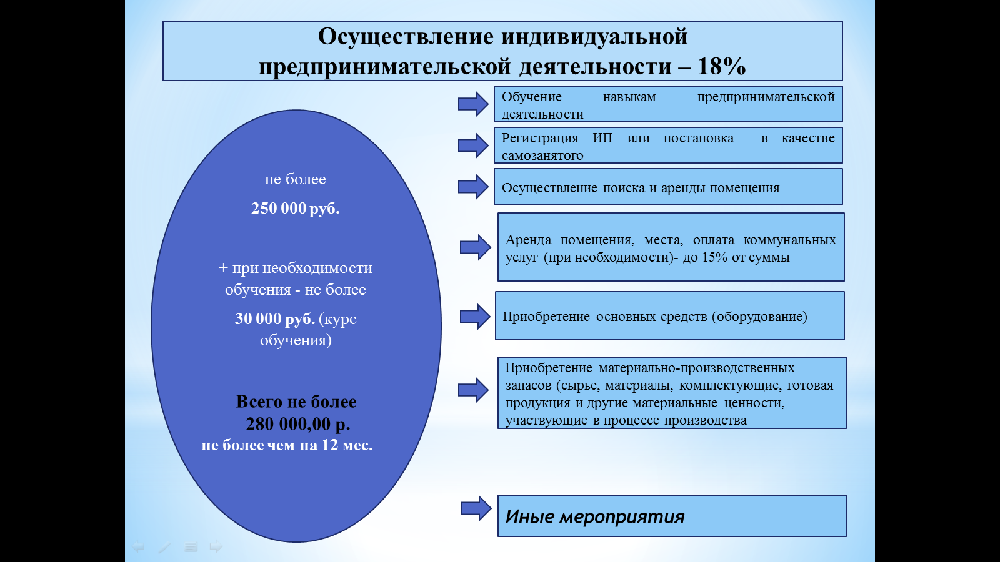 Осуществление индивидуальной
предпринимательской деятельности – 18%
не более
250 000 руб.
+ при необходимости
обучения - не более
30 000 руб. (курс
обучения)
Всего не более
280 000,00 р.
не более чем на 12 мес.
Обучение навыкам предпринимательской
деятельности
Регистрация ИП или постановка в качестве
самозанятого
Осуществление поиска и аренды помещения
Аренда помещения, места, оплата коммунальных
услуг (при необходимости)- до 15% от суммы
Приобретение основных средств (оборудование)
Приобретение материально-производственных
запасов (сырье, материалы, комплектующие, готовая
продукция и другие материальные ценности,
участвующие в процессе производства
Иные мероприятия